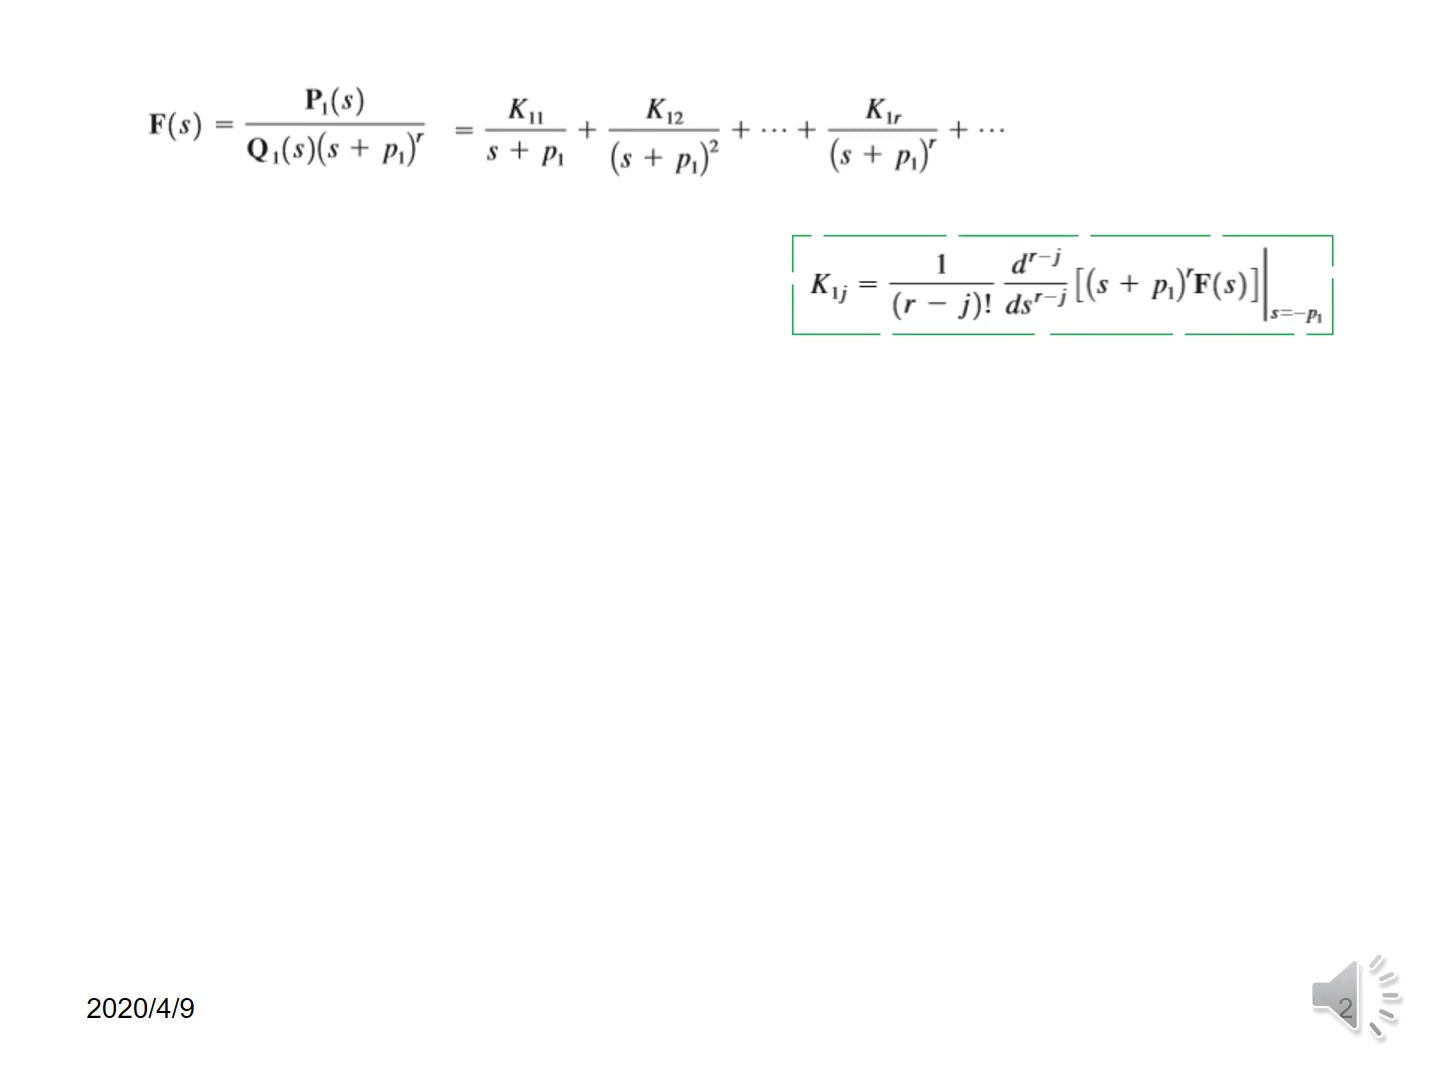 F(s) = P₁(s) / Q₁(s)(s + p₁)ʳ = K₁₁ / (s + p₁) + K₁₂ / (s + p₁)² + ··· + K₁ᵣ / (s + p₁)ʳ + ···
K₁ⱼ = 1 / (r − j)! dʳ⁻ʲ / dsʳ⁻ʲ [(s + p₁)ʳF(s)]|s=−p₁
2020/4/9
2